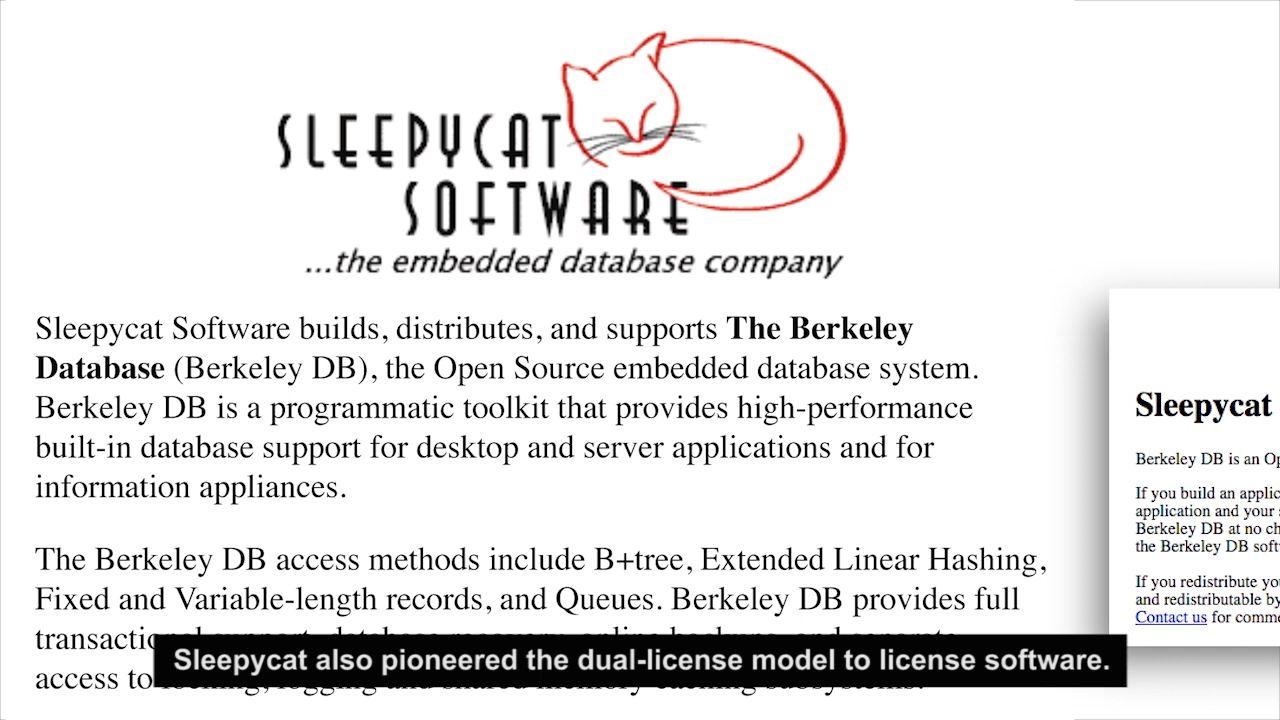 SLEEPYCAT
SOFTWARE
...the embedded database company
Sleepycat Software builds, distributes, and supports The Berkeley
Database (Berkeley DB), the Open Source embedded database system.
Berkeley DB is a programmatic toolkit that provides high-performance
built-in database support for desktop and server applications and for
information appliances.
The Berkeley DB access methods include B+tree, Extended Linear Hashing,
Fixed and Variable-length records, and Queues. Berkeley DB provides full
access to
Sleepycat
Berkeley DB is an
If you build an
application and your
Berkeley DB at no
the Berkeley DB
If you redistribute
and redistributable by
Contact us for
Sleepycat also pioneered the dual-license model to license software.